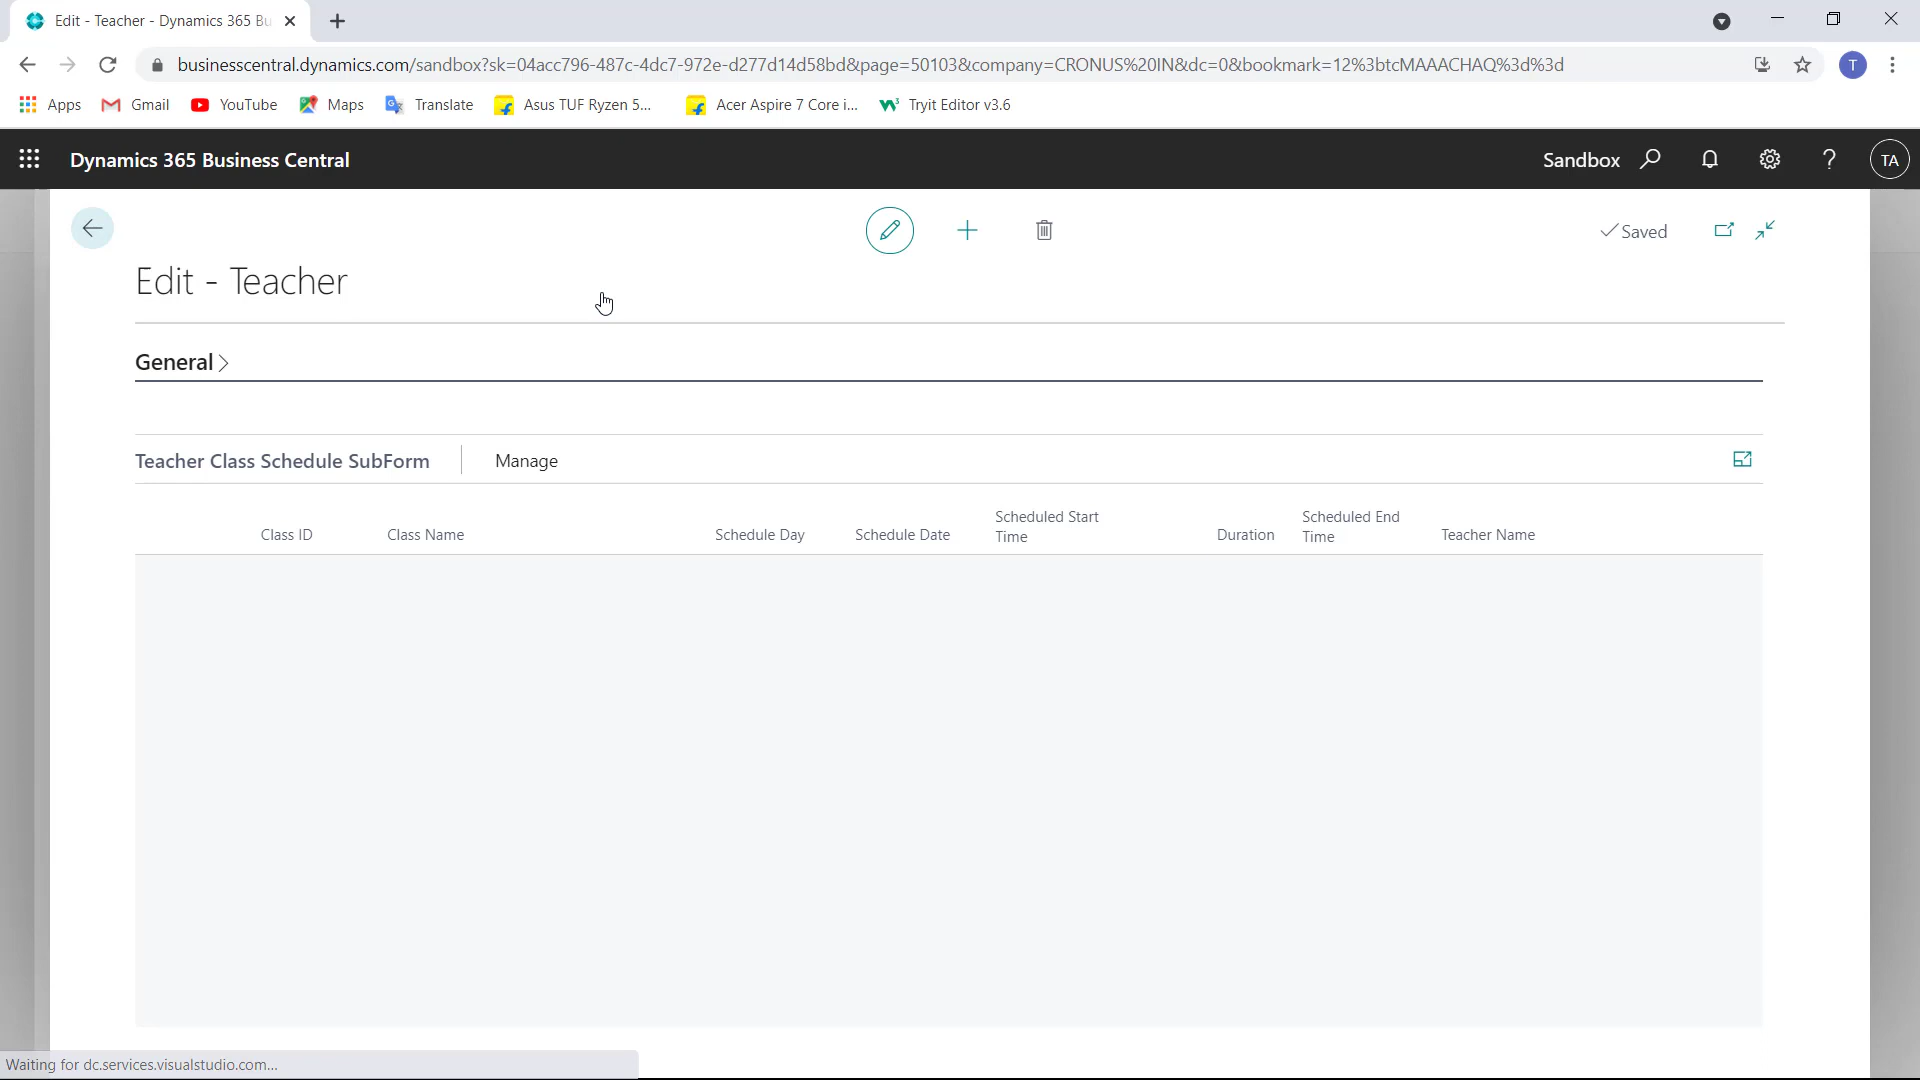 Edit - Teacher - Dynamics 365 Bu
businesscentral.dynamics.com/sandbox?sk=04acc796-487c-4dc7-972e-d277d14d58bd&page=50103&company=CRONUS%20IN&dc=0&bookmark=12%3btcMAAACHAQ%3d%3d
T
Apps Gmail YouTube Maps Translate Asus TUF Ryzen 5... Acer Aspire 7 Core i... Tryit Editor v3.6
Dynamics 365 Business Central Sandbox TA
Saved
Edit - Teacher
General
Teacher Class Schedule SubForm Manage
Class ID Class Name Schedule Day Schedule Date Scheduled Start Time Duration Scheduled End Time Teacher Name
Waiting for dc.services.visualstudio.com...